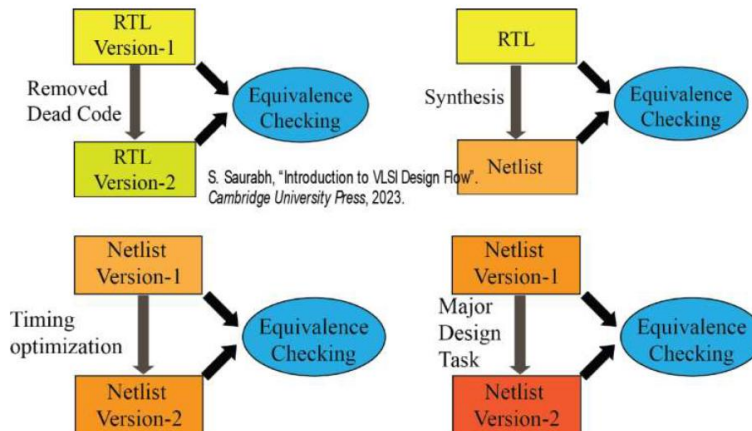 RTL
Version-1
Removed
Dead Code
Equivalence
Checking
RTL
Version-2
RTL
Synthesis
Equivalence
Checking
Netlist
S. Saurabh, “Introduction to VLSI Design Flow”.
Cambridge University Press, 2023.
Netlist
Version-1
Timing
optimization
Equivalence
Checking
Netlist
Version-2
Netlist
Version-1
Major
Design
Task
Equivalence
Checking
Netlist
Version-2